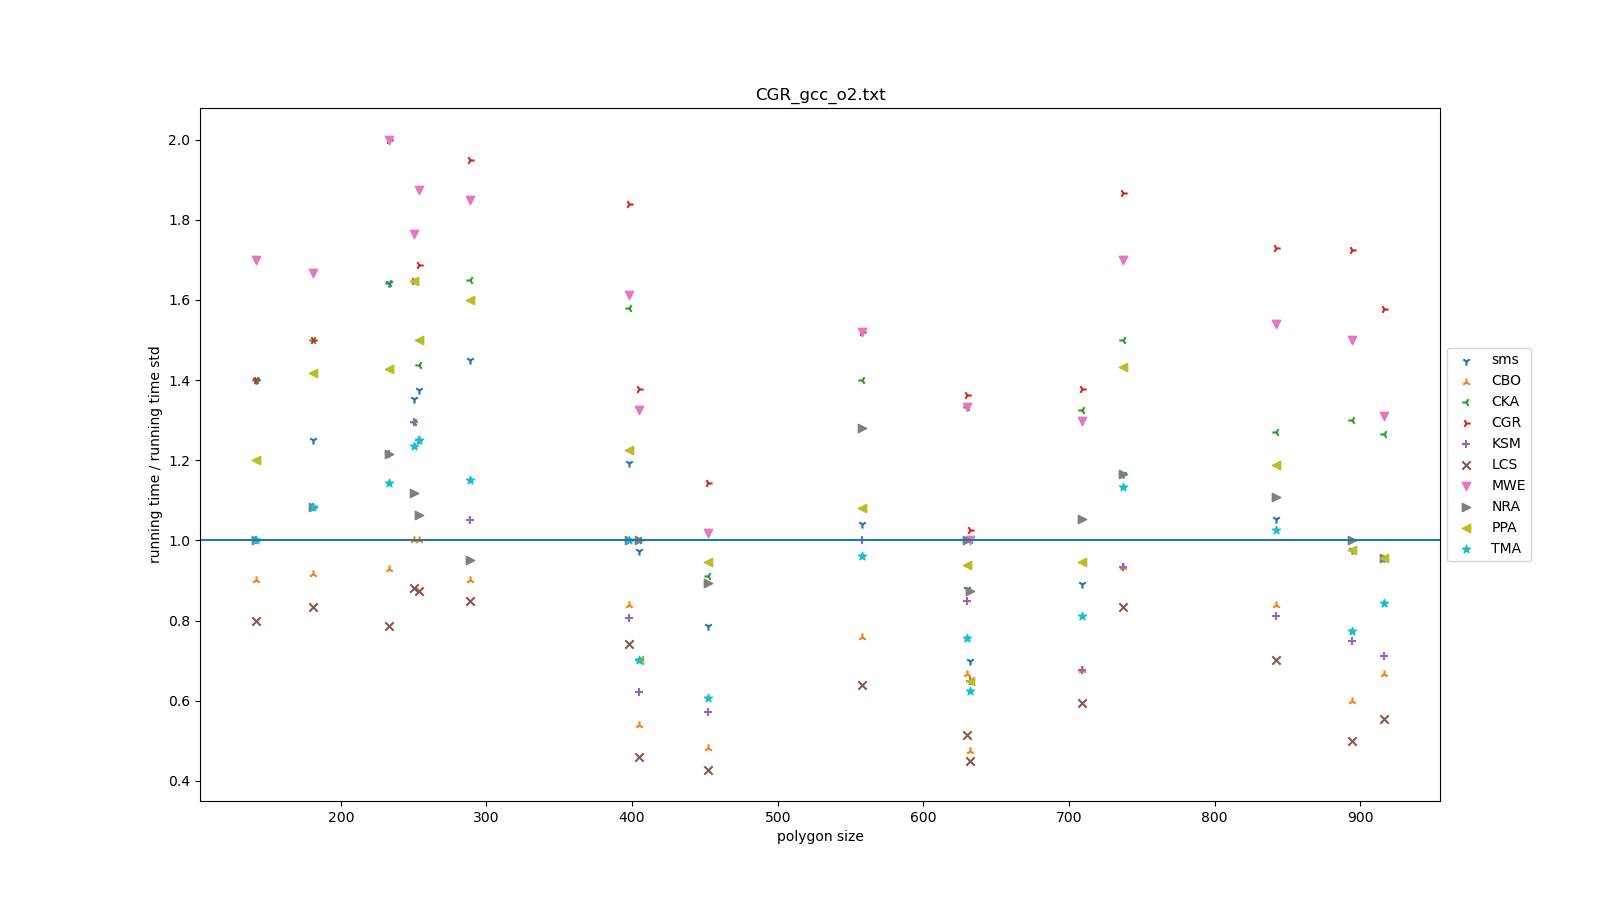 CGR_gcc_o2.txt
running time / running time std
2.0
1.8
1.6
1.4
1.2
1.0
0.8
0.6
0.4
200 300 400 500 600 700 800 900
polygon size
sms
CBO
CKA
CGR
KSM
LCS
MWE
NRA
PPA
TMA